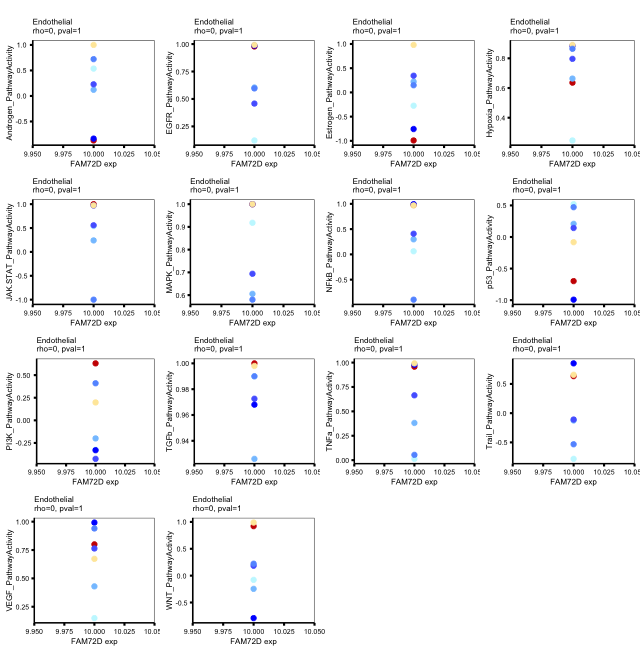 Endothelial
rho=0, pval=1
Androgen_PathwayActivity
1.0
0.5
0.0
-0.5
9.950
9.975
10.000
10.025
10.05
FAM72D exp
Endothelial
rho=0, pval=1
EGFR_PathwayActivity
1.00
0.75
0.50
0.25
9.950
9.975
10.000
10.025
10.05
FAM72D exp
Endothelial
rho=0, pval=1
Estrogen_PathwayActivity
1.0
0.5
0.0
-0.5
-1.0
9.950
9.975
10.000
10.025
10.05
FAM72D exp
Endothelial
rho=0, pval=1
Hypoxia_PathwayActivity
0.8
0.6
0.4
9.950
9.975
10.000
10.025
10.05
FAM72D exp
Endothelial
rho=0, pval=1
JAK.STAT_PathwayActivity
1.0
0.5
0.0
-0.5
-1.0
9.950
9.975
10.000
10.025
10.05
FAM72D exp
Endothelial
rho=0, pval=1
MAPK_PathwayActivity
1.0
0.9
0.8
0.7
0.6
9.950
9.975
10.000
10.025
10.05
FAM72D exp
Endothelial
rho=0, pval=1
NFkB_PathwayActivity
1.0
0.5
0.0
-0.5
9.950
9.975
10.000
10.025
10.05
FAM72D exp
Endothelial
rho=0, pval=1
p53_PathwayActivity
0.5
0.0
-0.5
-1.0
9.950
9.975
10.000
10.025
10.05
FAM72D exp
Endothelial
rho=0, pval=1
PI3K_PathwayActivity
0.50
0.25
0.00
-0.25
9.950
9.975
10.000
10.025
10.05
FAM72D exp
Endothelial
rho=0, pval=1
TGFb_PathwayActivity
1.00
0.98
0.96
0.94
9.950
9.975
10.000
10.025
10.05
FAM72D exp
Endothelial
rho=0, pval=1
TNFa_PathwayActivity
1.00
0.75
0.50
0.25
0.00
9.950
9.975
10.000
10.025
10.05
FAM72D exp
Endothelial
rho=0, pval=1
Trail_PathwayActivity
0.5
0.0
-0.5
9.950
9.975
10.000
10.025
10.05
FAM72D exp
Endothelial
rho=0, pval=1
VEGF_PathwayActivity
1.00
0.75
0.50
0.25
9.950
9.975
10.000
10.025
10.05
FAM72D exp
Endothelial
rho=0, pval=1
WNT_PathwayActivity
1.0
0.5
0.0
-0.5
9.950
9.975
10.000
10.025
10.050
FAM72D exp